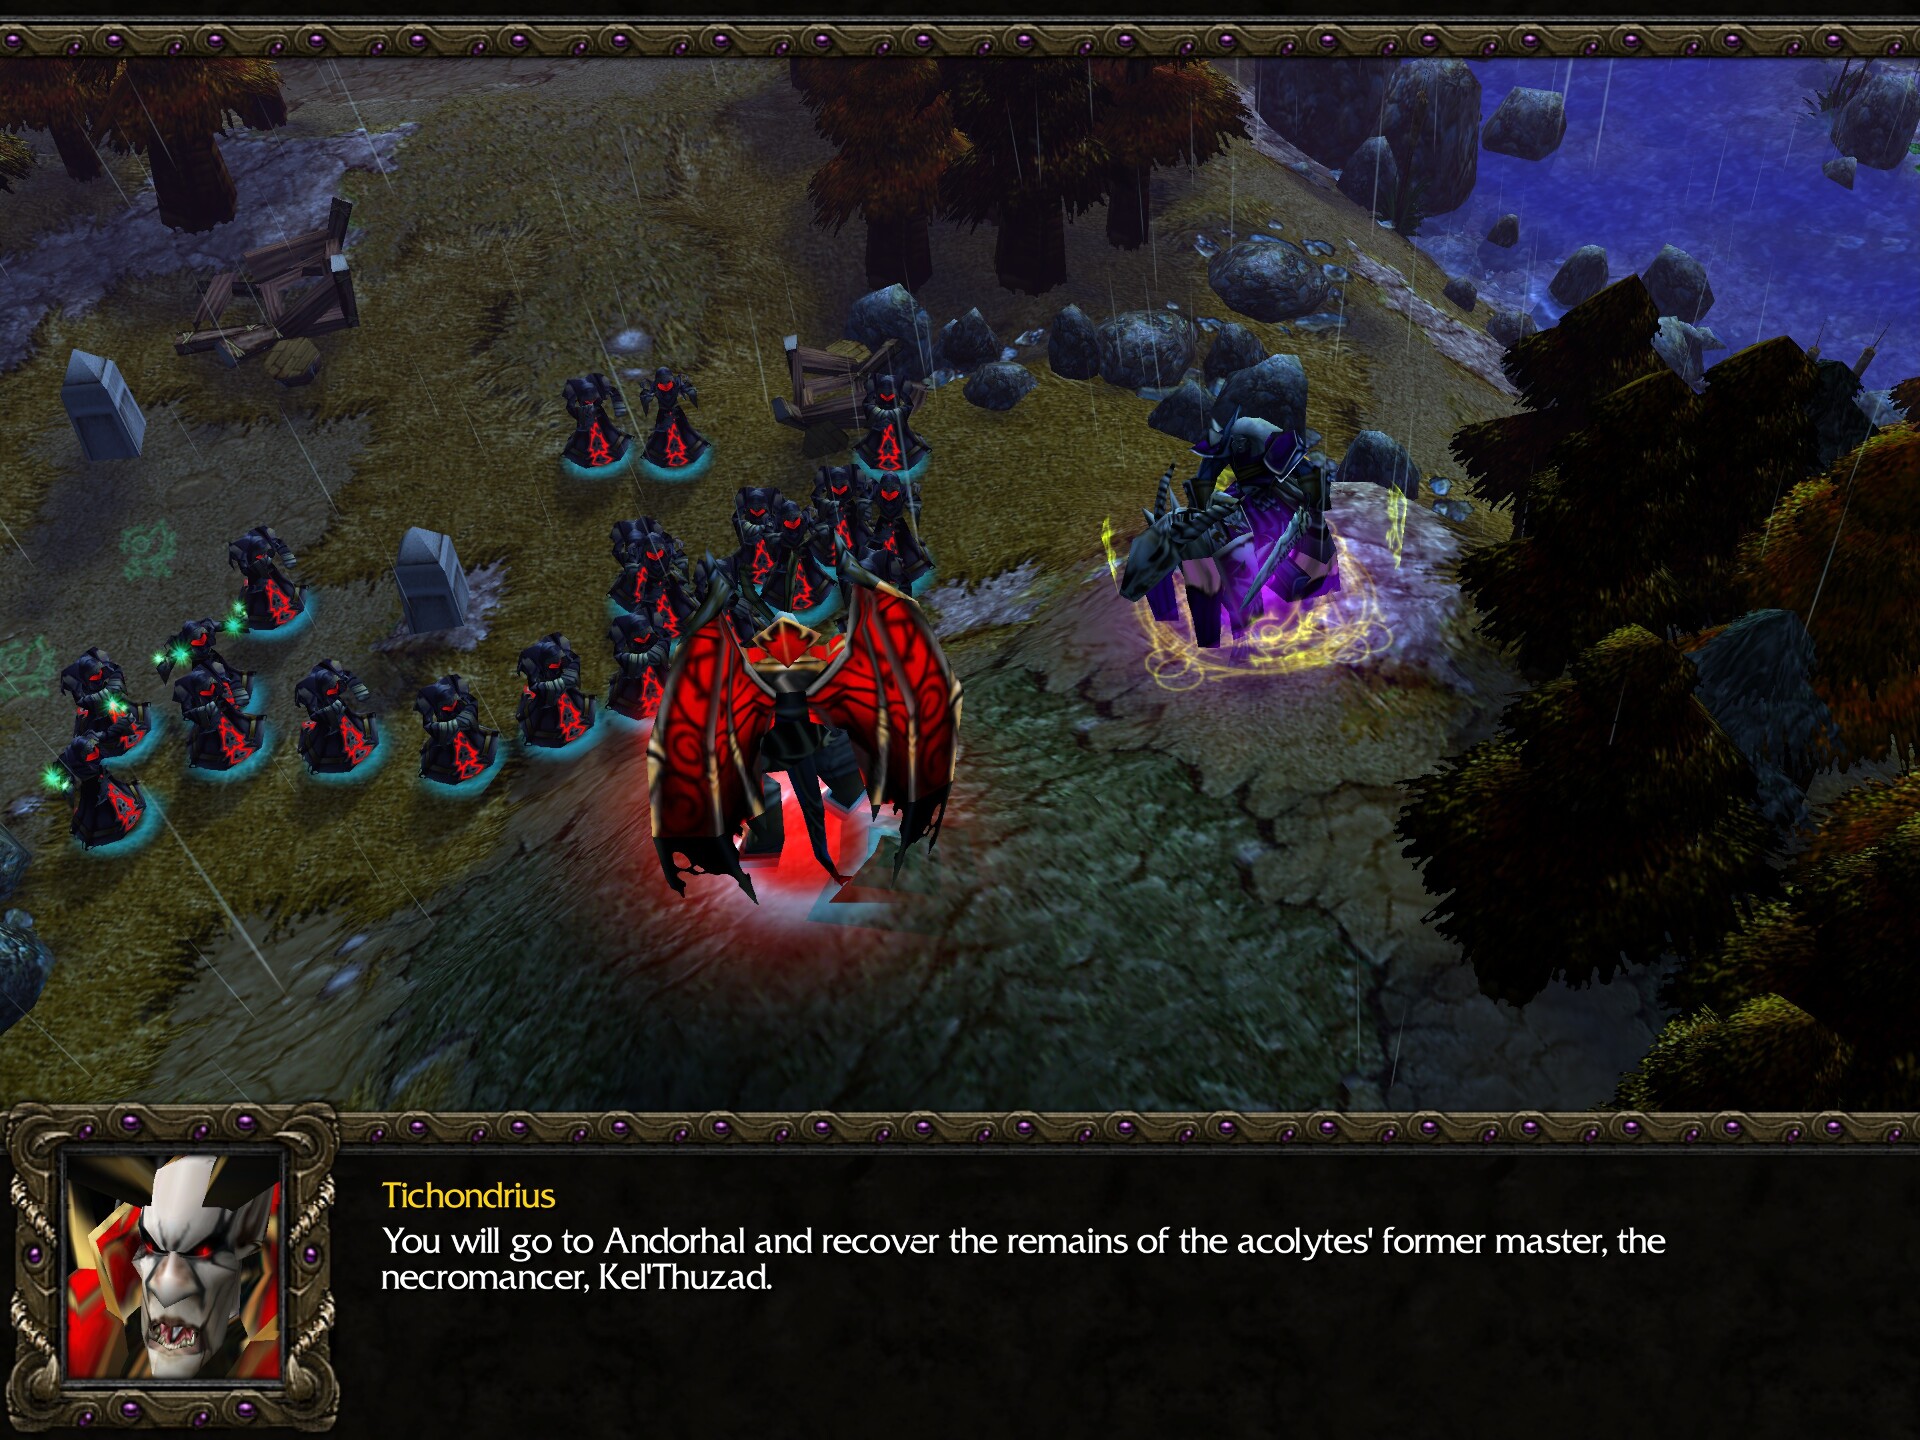 Tichondrius
You will go to Andorhal and recover the remains of the acolytes' former master, the
necromancer, Kel'Thuzad.